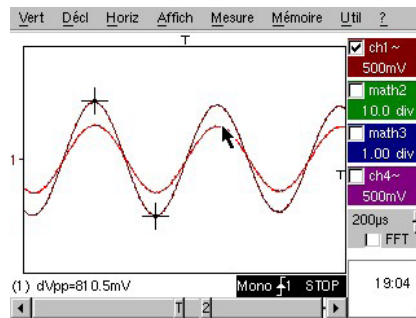 Vert Décl Horiz Affich Mesure Mémoire Util ?
T
ch1~
500mV
math2
10.0 div
math3
1.00 div
ch4~
500mV
1
T
200µs
FFT
(1) dVpp=810.5mV
Mono 1 STOP
19:04
T 2